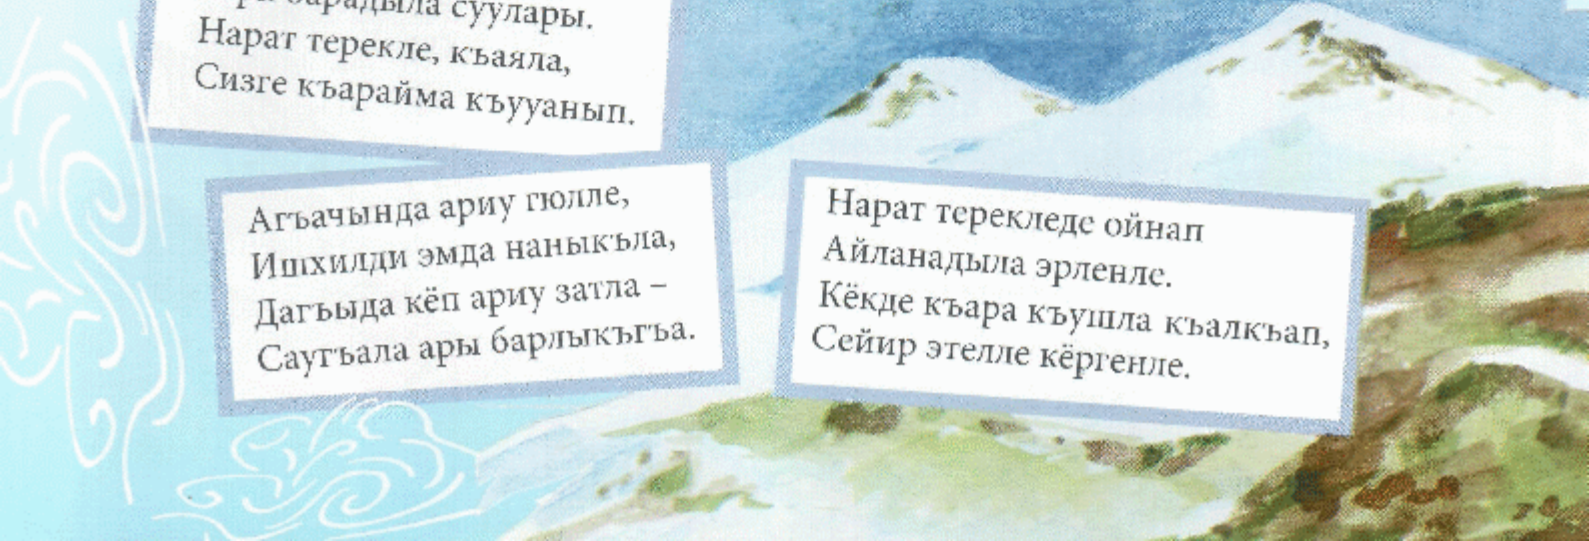 барадыла суулары.
Нарат терекле, къаяла,
Сизге къарайма къууанып.
Агъачында ариу гюлле,
Ишхилди эмда наныкъла,
Дагъыда кёп ариу затла –
Саугъала ары барлыкъгъа.
Нарат терекледе ойнап
Айланадыла эрленле.
Кёкде къара къушла къалкъап,
Сейир этелле кёргенле.